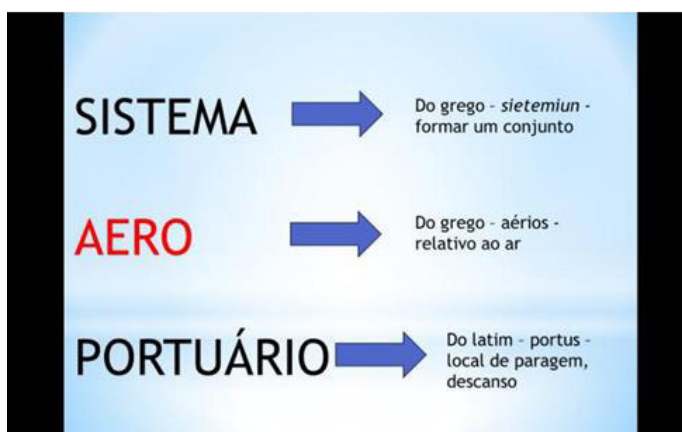 SISTEMA
Do grego – sietemiun -
formar um conjunto
AERO
Do grego – aérios -
relativo ao ar
PORTUÁRIO
Do latim – portus –
local de paragem,
descanso